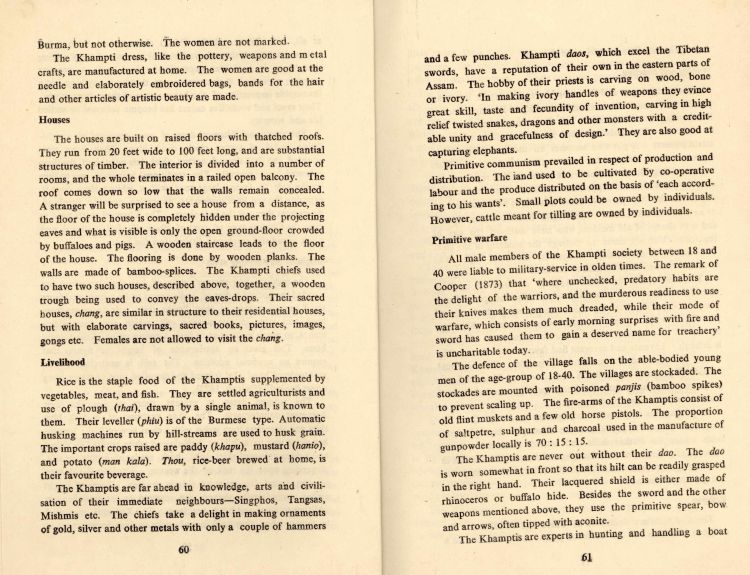 Burma, but not otherwise. The women are not marked.
The Khampti dress, like the pottery, weapons and metal
crafts, are manufactured at home. The women are good at the
needle and elaborately embroidered bags, bands for the hair
and other articles of artistic beauty are made.
Houses
The houses are built on raised floors with thatched roofs.
They run from 20 feet wide to 100 feet long, and are substantial
structures of timber. The interior is divided into a number of
rooms, and the whole terminates in a railed open balcony. The
roof comes down so low that the walls remain concealed.
A stranger will be surprised to see a house from a distance, as
the floor of the house is completely hidden under the projecting
eaves and what is visible is only the open ground-floor crowded
by buffaloes and pigs. A wooden staircase leads to the floor
of the house. The flooring is done by wooden planks. The
walls are made of bamboo-splices. The Khampti chiefs used
to have two such houses, described above, together, a wooden
trough being used to convey the eaves-drops. Their sacred
houses, chang, are similar in structure to their residential houses,
but with elaborate carvings, sacred books, pictures, images,
gongs etc. Females are not allowed to visit the chang.
Livelihood
Rice is the staple food of the Khamptis supplemented by
vegetables, meat, and fish. They are settled agriculturists and
use of plough (thai), drawn by a single animal, is known to
them. Their leveller (phiu) is of the Burmese type. Automatic
husking machines run by hill-streams are used to husk grain.
The important crops raised are paddy (khapu), mustard (hanio),
and potato (man kala). Thou, rice-beer brewed at home, is
their favourite beverage.
The Khamptis are far ahead in knowledge, arts and civili-
sation of their immediate neighbours—Singphos, Tangsas,
Mishmis etc. The chiefs take a delight in making ornaments
of gold, silver and other metals with only a couple of hammers
60
and a few punches. Khampti daos, which excel the Tibetan
swords, have a reputation of their own in the eastern parts of
Assam. The hobby of their priests is carving on wood, bone
or ivory. ‘In making ivory handles of weapons they evince
great skill, taste and fecundity of invention, carving in high
relief twisted snakes, dragons and other monsters with a credit-
able unity and gracefulness of design.’ They are also good at
capturing elephants.
Primitive communism prevailed in respect of production and
distribution. The land used to be cultivated by co-operative
labour and the produce distributed on the basis of ‘each accord-
ing to his wants’. Small plots could be owned by individuals.
However, cattle meant for tilling are owned by individuals.
Primitive warfare
All male members of the Khampti society between 18 and
40 were liable to military-service in olden times. The remark of
Cooper (1873) that ‘where unchecked, predatory habits are
the delight of the warriors, and the murderous readiness to use
their knives makes them much dreaded, while their mode of
warfare, which consists of early morning surprises with fire and
sword has caused them to gain a deserved name for treachery’
is uncharitable today.
The defence of the village falls on the able-bodied young
men of the age-group of 18-40. The villages are stockaded. The
stockades are mounted with poisoned panjis (bamboo spikes)
to prevent scaling up. The fire-arms of the Khamptis consist of
old flint muskets and a few old horse pistols. The proportion
of saltpetre, sulphur and charcoal used in the manufacture of
gunpowder locally is 70 : 15 : 15.
The Khamptis are never out without their dao. The dao
is worn somewhat in front so that its hilt can be readily grasped
in the right hand. Their lacquered shield is either made of
rhinoceros or buffalo hide. Besides the sword and the other
weapons mentioned above, they use the primitive spear, bow
and arrows, often tipped with aconite.
The Khamptis are experts in hunting and handling a boat
61